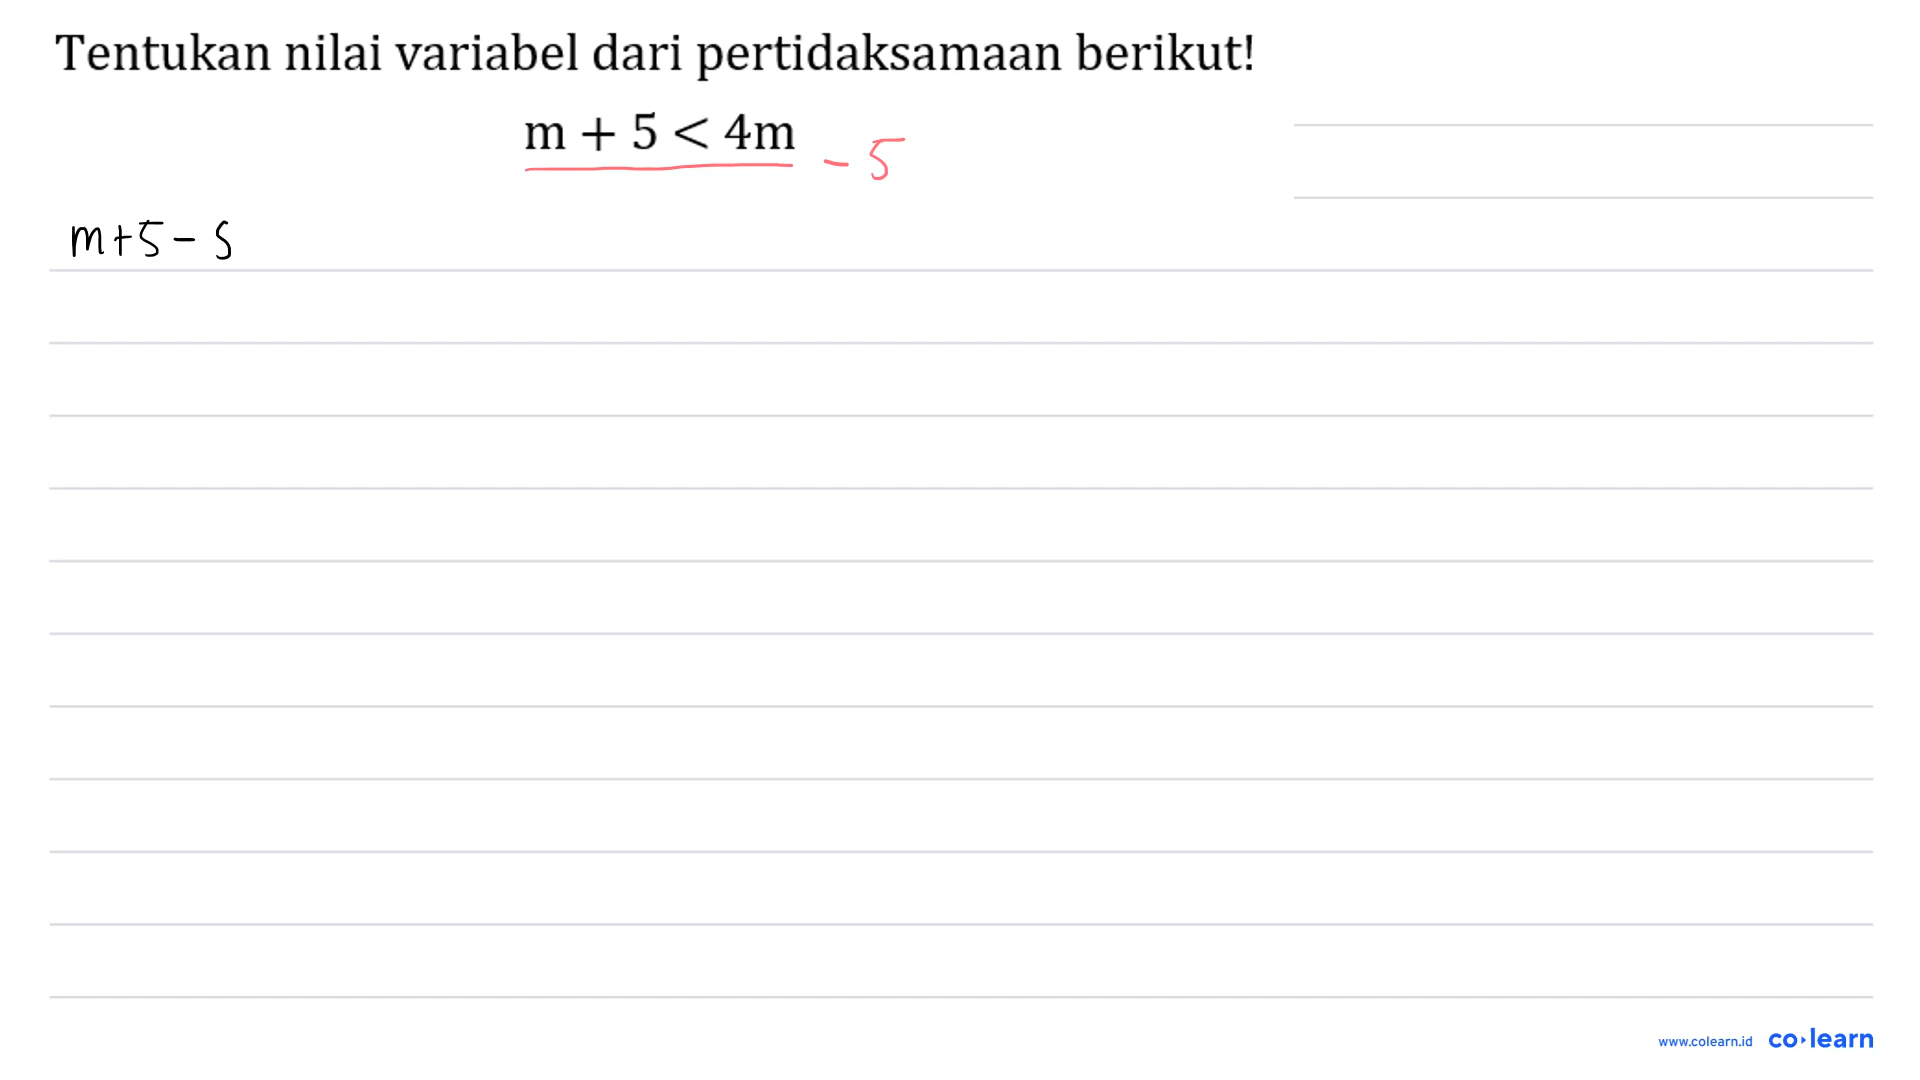 Tentukan nilai variabel dari pertidaksamaan berikut!
m + 5 < 4m - 5
m+5- 5
www.colearn.id co learn